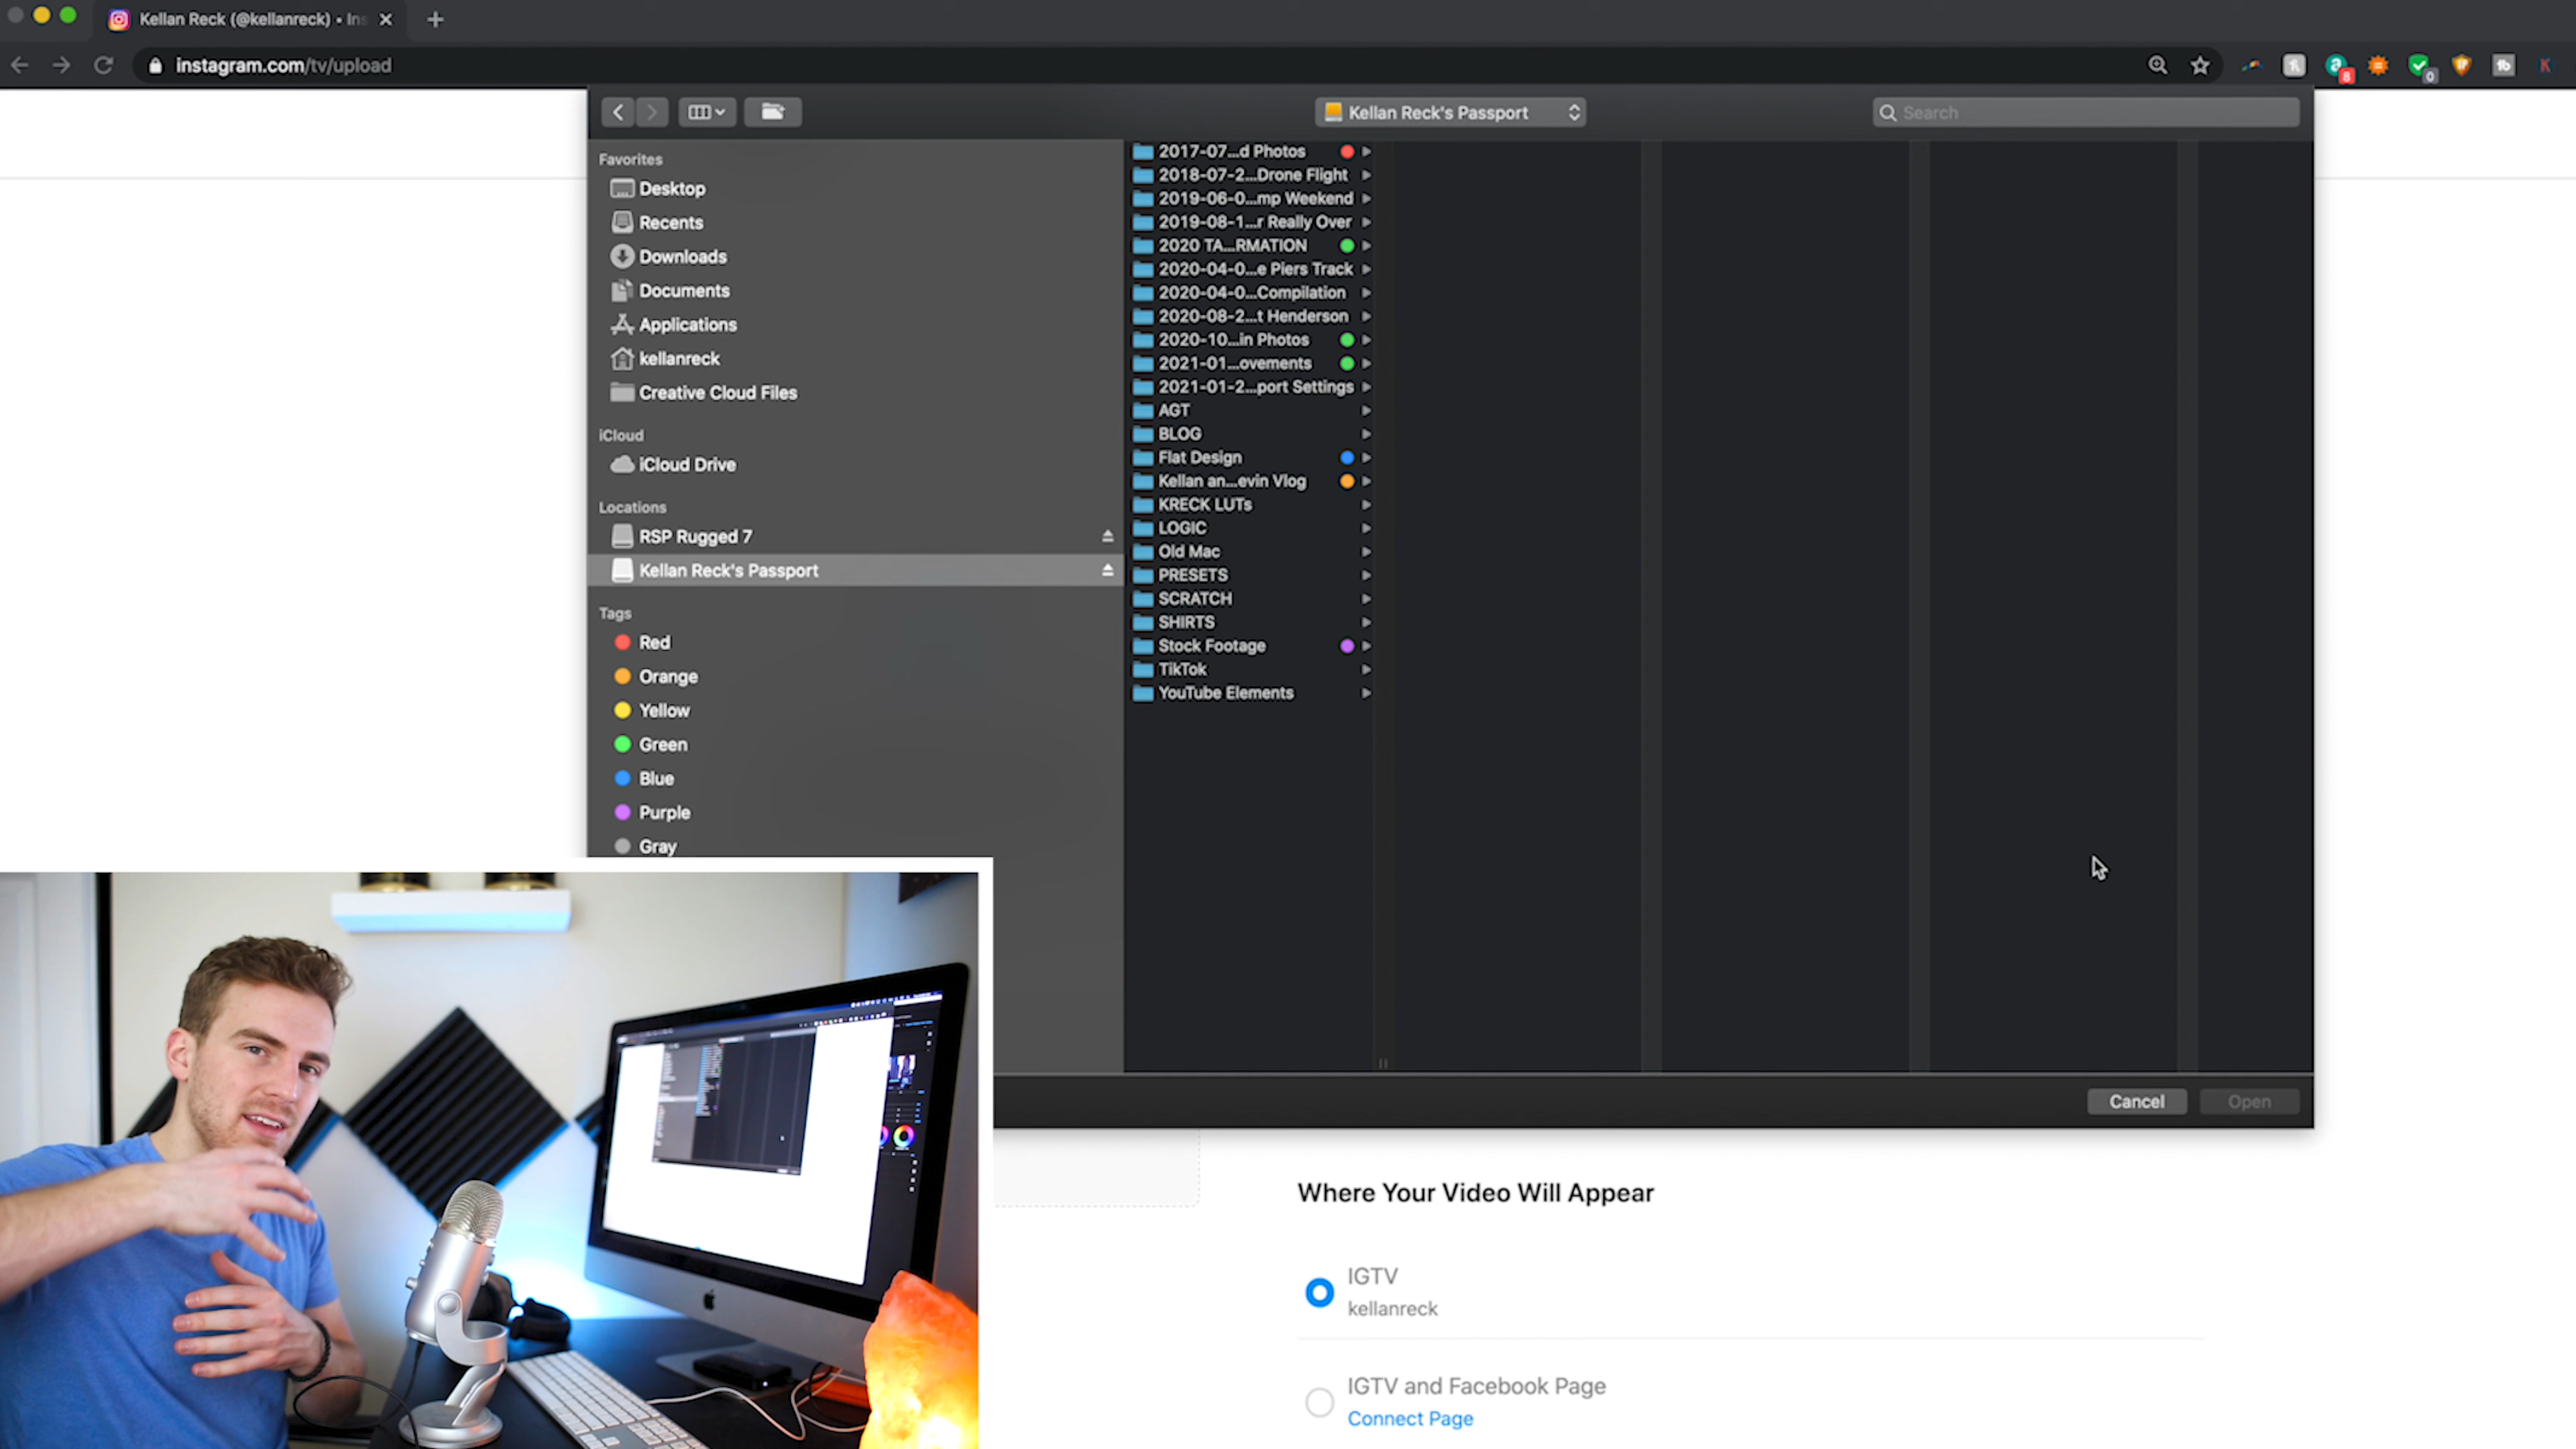 Kellan Reck (@kellanreck) • Ins
instagram.com/tv/upload
8
0
tb
K
Kellan Reck's Passport
Search
Favorites
Desktop
Recents
Downloads
Documents
Applications
kellanreck
Creative Cloud Files
iCloud
iCloud Drive
Locations
RSP Rugged 7
Kellan Reck's Passport
Tags
Red
Orange
Yellow
Green
Blue
Purple
Gray
2017-07...d Photos
2018-07-2...Drone Flight
2019-06-0...mp Weekend
2019-08-1...r Really Over
2020 TA...RMATION
2020-04-0...e Piers Track
2020-04-0...Compilation
2020-08-2...t Henderson
2020-10...in Photos
2021-01...ovements
2021-01-2...port Settings
AGT
BLOG
Flat Design
Kellan an...evin Vlog
KRECK LUTs
LOGIC
Old Mac
PRESETS
SCRATCH
SHIRTS
Stock Footage
TikTok
YouTube Elements
Cancel
Open
Where Your Video Will Appear
IGTV
kellanreck
IGTV and Facebook Page
Connect Page